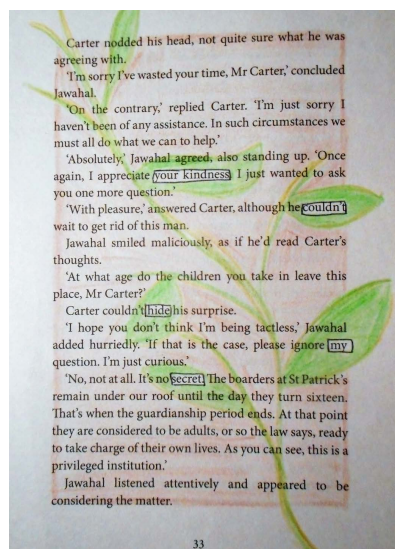 Carter nodded his head, not quite sure what he was
agreeing with.
‘I’m sorry I’ve wasted your time, Mr Carter,’ concluded
Jawahal.
‘On the contrary,’ replied Carter. ‘I’m just sorry I
haven’t been of any assistance. In such circumstances we
must all do what we can to help.’
‘Absolutely,’ Jawahal agreed, also standing up. ‘Once
again, I appreciate your kindness. I just wanted to ask
you one more question.’
‘With pleasure,’ answered Carter, although he couldn’t
wait to get rid of this man.
Jawahal smiled maliciously, as if he’d read Carter’s
thoughts.
‘At what age do the children you take in leave this
place, Mr Carter?’
Carter couldn’t hide his surprise.
‘I hope you don’t think I’m being tactless,’ Jawahal
added hurriedly. ‘If that is the case, please ignore my
question. I’m just curious.’
‘No, not at all. It’s no secret. The boarders at St Patrick’s
remain under our roof until the day they turn sixteen.
That’s when the guardianship period ends. At that point
they are considered to be adults, or so the law says, ready
to take charge of their own lives. As you can see, this is a
privileged institution.’
Jawahal listened attentively and appeared to be
considering the matter.
33